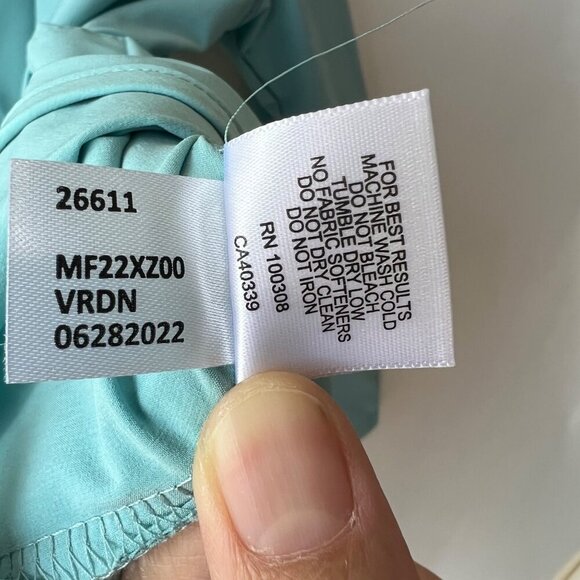 26611
MF22XZ00
VRDN
06282022
FOR BEST RESULTS
MACHINE WASH COLD
DO NOT BLEACH
TUMBLE DRY LOW
NO FABRIC SOFTENERS
DO NOT DRY CLEAN
DO NOT IRON
RN 100308
CA40339